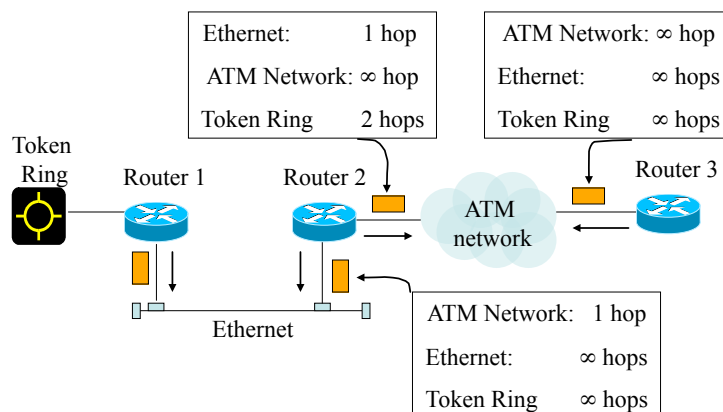 Ethernet: 1 hop
ATM Network: ∞ hop
Token Ring 2 hops
ATM Network: ∞ hop
Ethernet: ∞ hops
Token Ring ∞ hops
Token
Ring
Router 1
Router 2
Router 3
ATM
network
Ethernet
ATM Network: 1 hop
Ethernet: ∞ hops
Token Ring ∞ hops